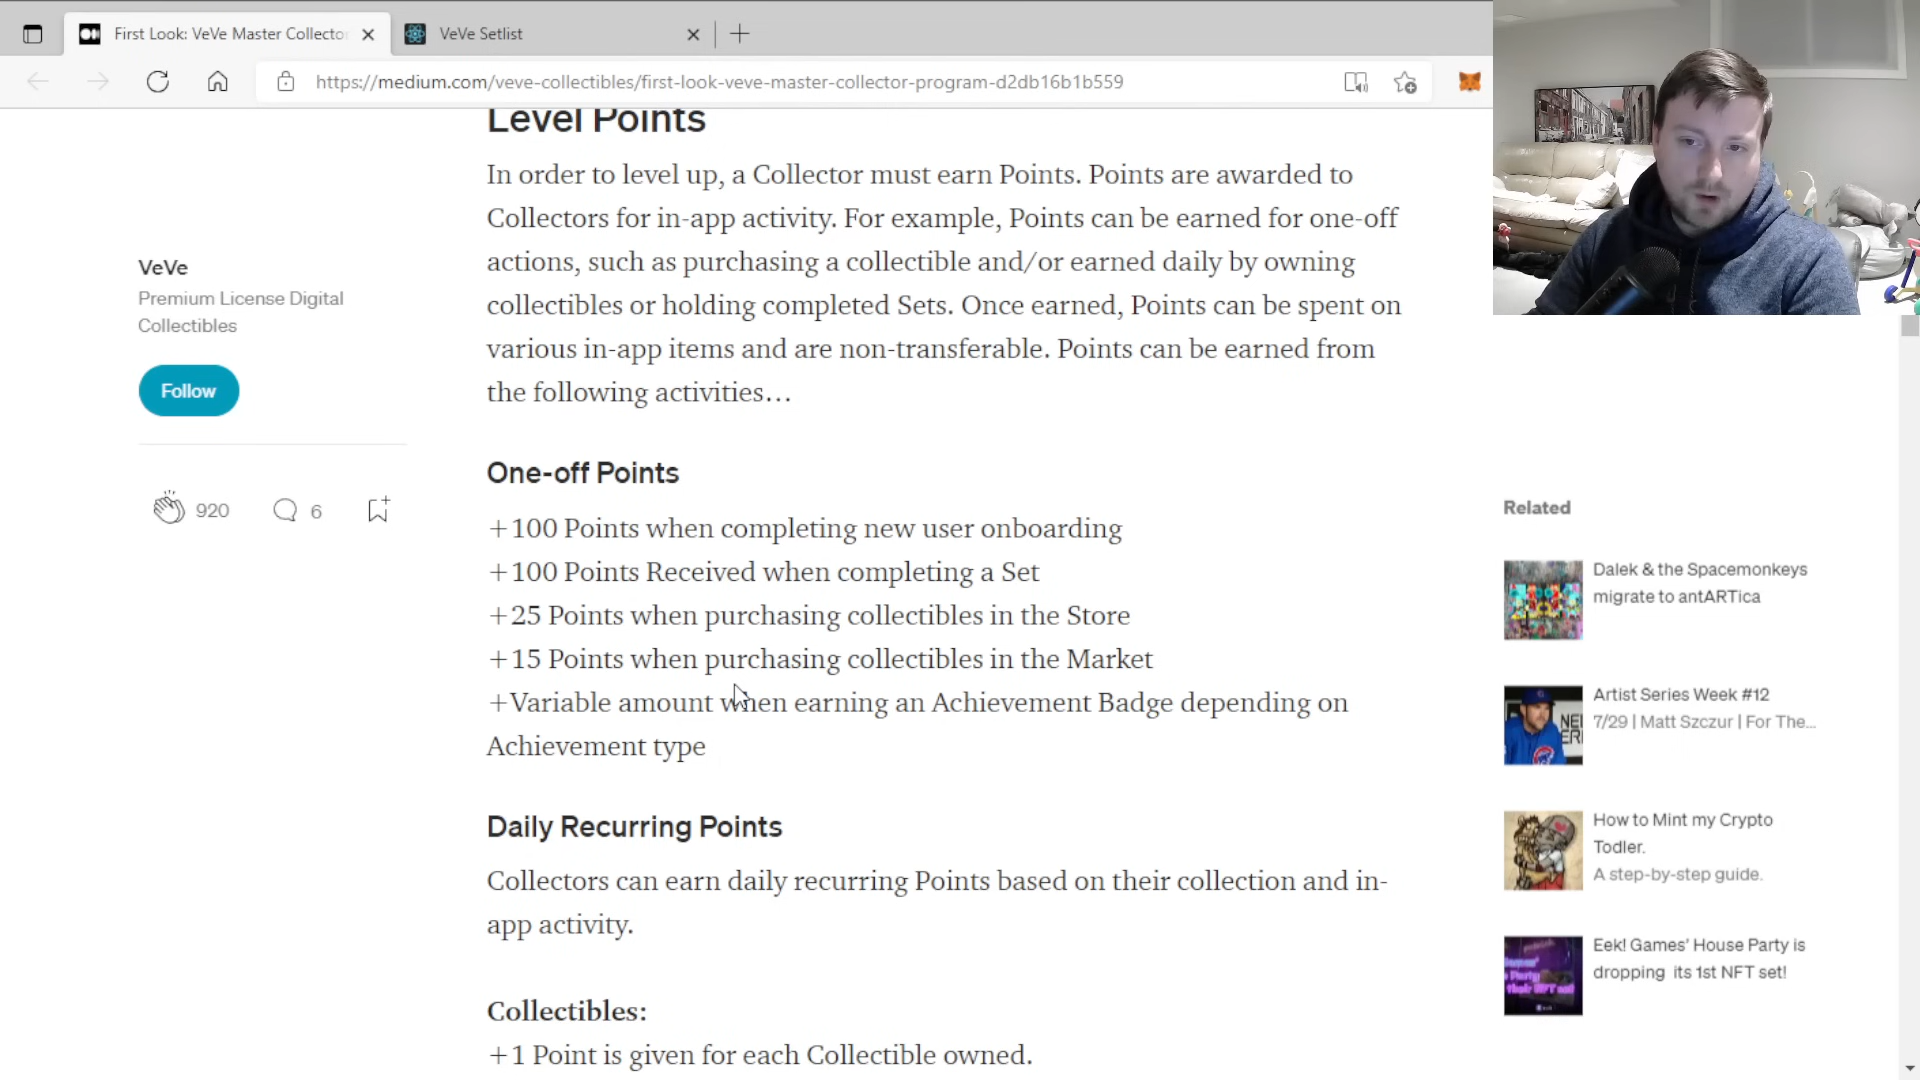 First Look: VeVe Master Collector
VeVe Setlist
https://medium.com/veve-collectibles/first-look-veve-master-collector-program-d2db16b1b559
Level Points
In order to level up, a Collector must earn Points. Points are awarded to
Collectors for in-app activity. For example, Points can be earned for one-off
actions, such as purchasing a collectible and/or earned daily by owning
collectibles or holding completed Sets. Once earned, Points can be spent on
various in-app items and are non-transferable. Points can be earned from
the following activities…
VeVe
Premium License Digital
Collectibles
Follow
920
6
One-off Points
+100 Points when completing new user onboarding
+100 Points Received when completing a Set
+25 Points when purchasing collectibles in the Store
+15 Points when purchasing collectibles in the Market
+Variable amount when earning an Achievement Badge depending on
Achievement type
Daily Recurring Points
Collectors can earn daily recurring Points based on their collection and in-
app activity.
Collectibles:
+1 Point is given for each Collectible owned.
Related
Dalek & the Spacemonkeys
migrate to antARTica
Artist Series Week #12
7/29 | Matt Szczur | For The...
How to Mint my Crypto
Todler.
A step-by-step guide.
Eek! Games' House Party is
dropping its 1st NFT set!